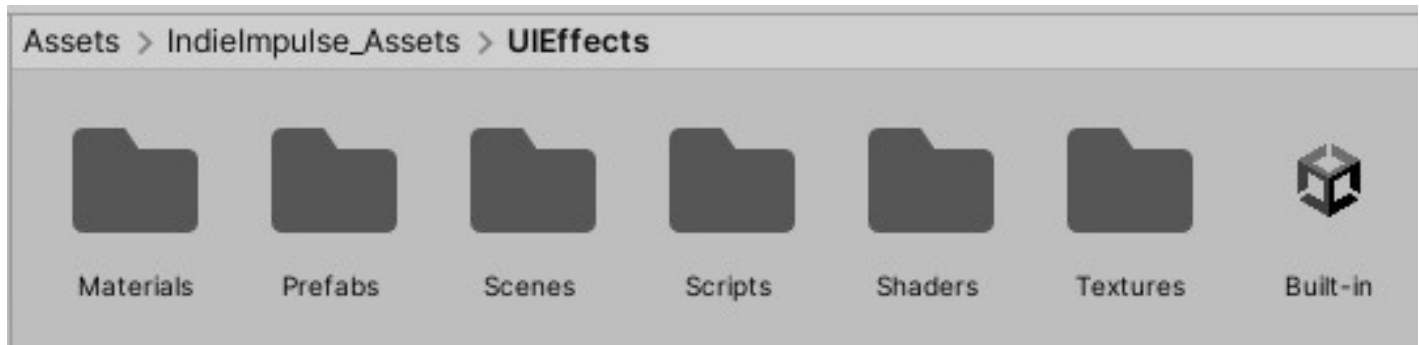 Assets > IndieImpulse_Assets > UIEffects
Materials Prefabs Scenes Scripts Shaders Textures Built-in